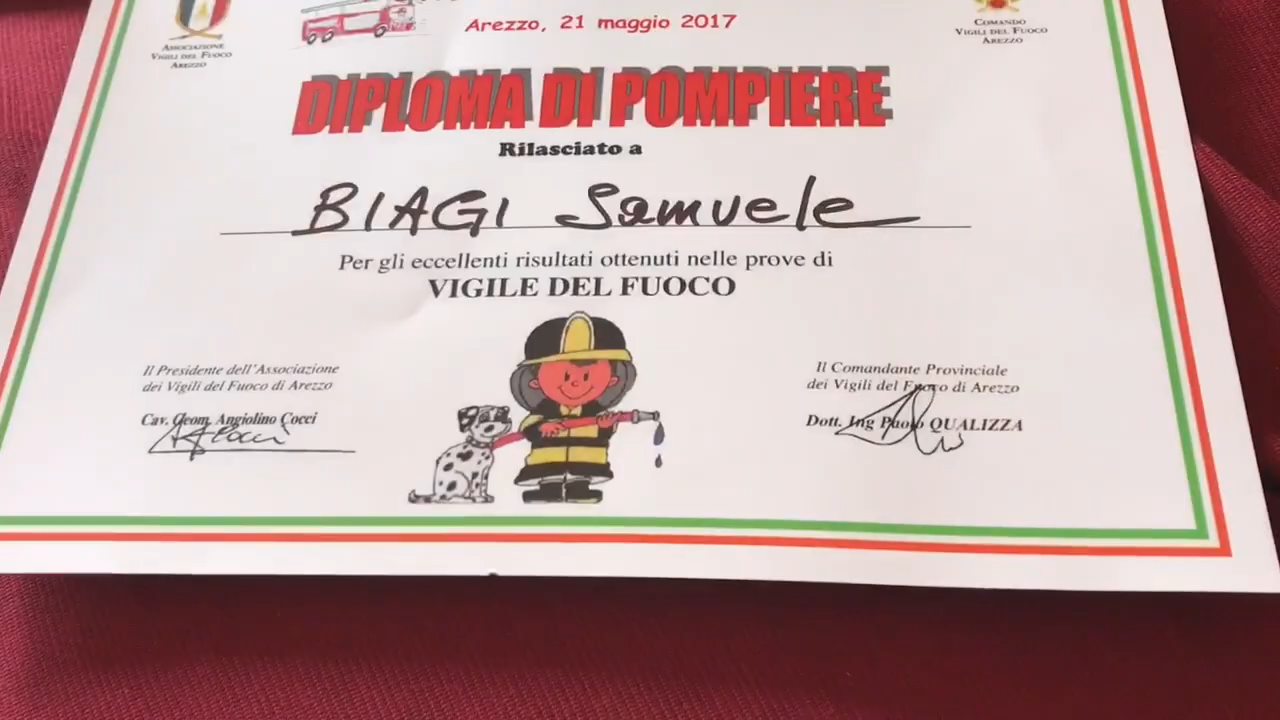 Arezzo, 21 maggio 2017
ASSOCIAZIONE
VIGILI DEL FUOCO
AREZZO
COMANDO
VIGILI DEL FUOCO
AREZZO
DIPLOMA DI POMPIERE
Rilasciato a
BIAGI Samuele
Per gli eccellenti risultati ottenuti nelle prove di
VIGILE DEL FUOCO
Il Presidente dell'Associazione
dei Vigili del Fuoco di Arezzo
Cav. Geom. Angiolino Cocci
Il Comandante Provinciale
dei Vigili del Fuoco di Arezzo
Dott. Ing Paolo QUALIZZA